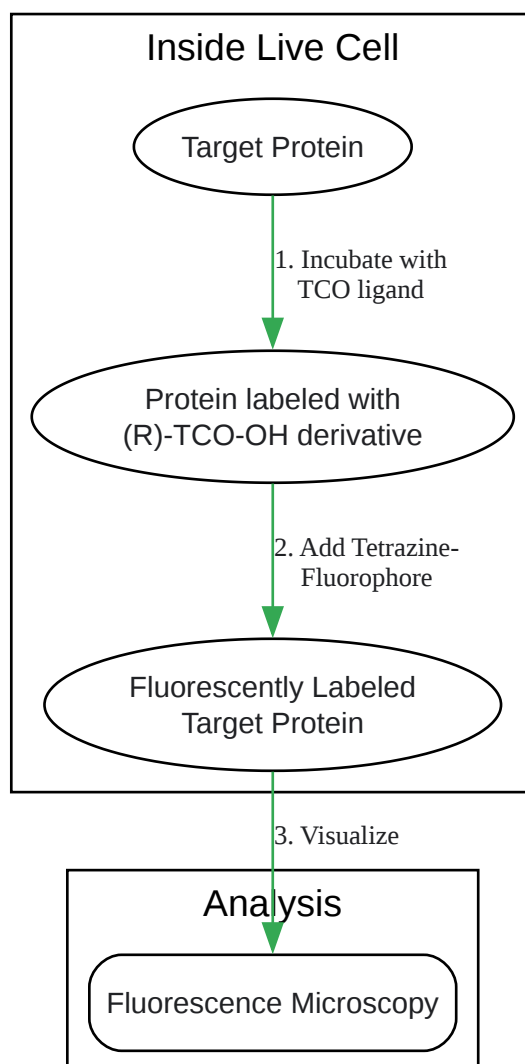 Inside Live Cell
Target Protein
1. Incubate with
TCO ligand
Protein labeled with
(R)-TCO-OH derivative
2. Add Tetrazine-
Fluorophore
Fluorescently Labeled
Target Protein
3. Visualize
Analysis
Fluorescence Microscopy